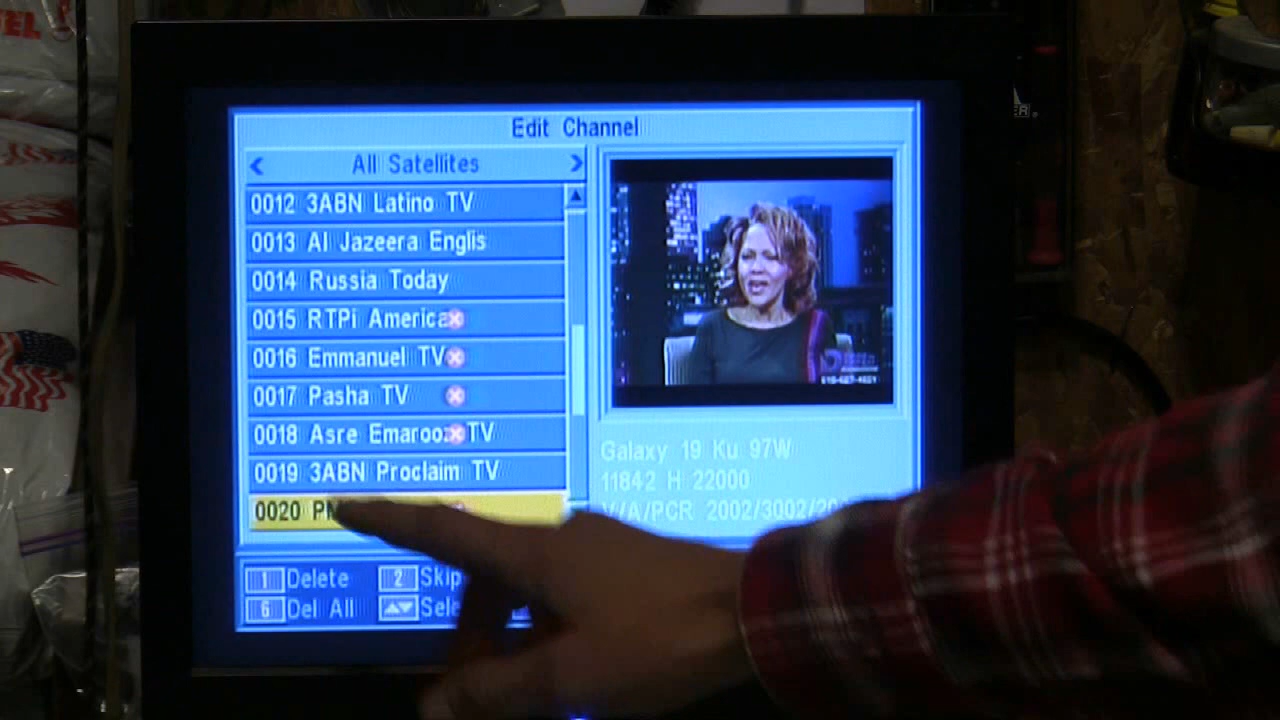 Edit Channel
All Satellites
0012 3ABN Latino TV
0013 Al Jazeera Englis
0014 Russia Today
0015 RTPi America
0016 Emmanuel TV
0017 Pasha TV
0018 Asre Emarooz TV
0019 3ABN Proclaim TV
0020
Galaxy 19 Ku 97W
11842 H 22000
V/A/PCR 2002/3002/20
1 Delete 2 Skip
6 Del All